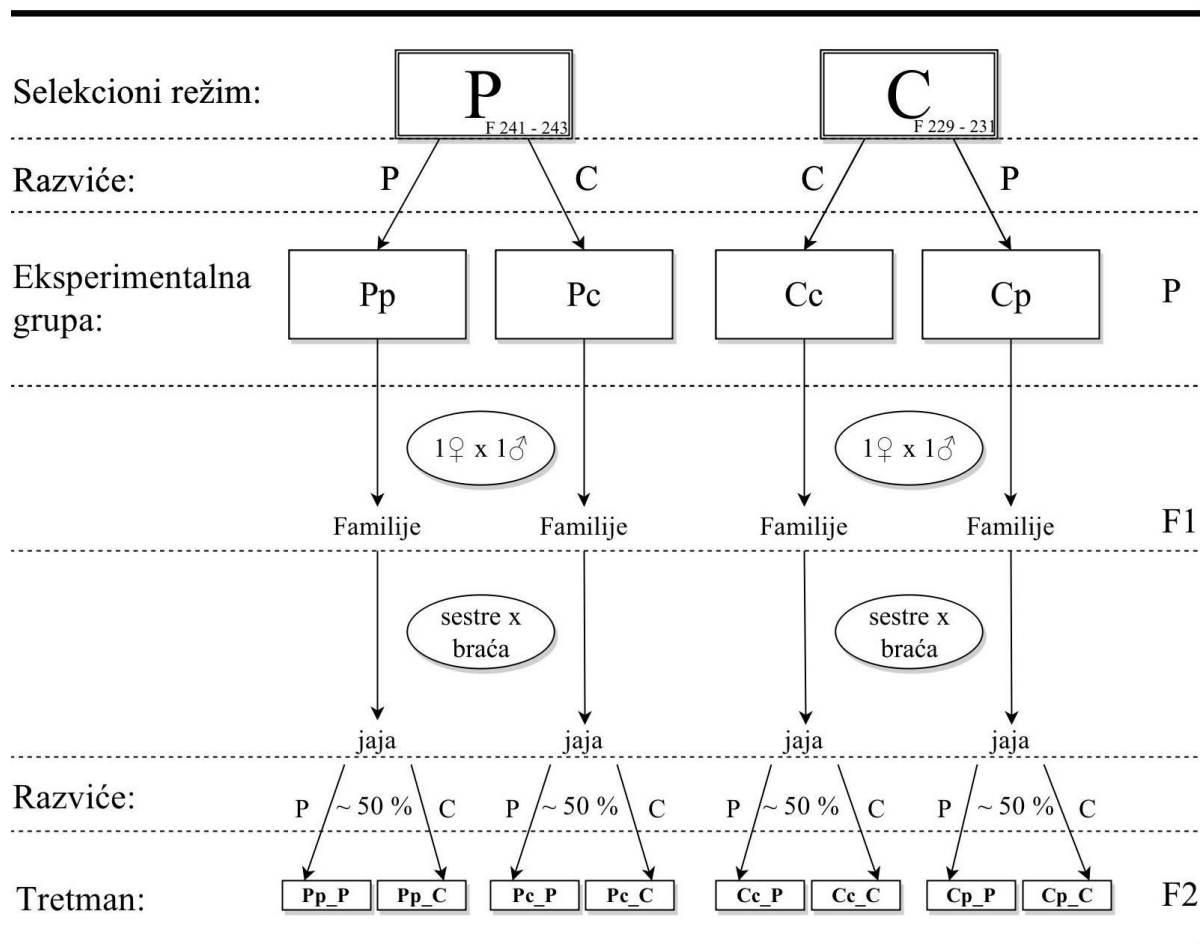 Selekcioni režim:
P
F 241 - 243
C
F 229 - 231
Razviće:
P
C
C
P
Eksperimentalna
grupa:
Pp
Pc
Cc
Cp
P
1♀ x 1♂
1♀ x 1♂
Familije
Familije
Familije
Familije
F1
sestre x
braća
sestre x
braća
jaja
jaja
jaja
jaja
Razviće:
P
~ 50 %
C
P
~ 50 %
C
P
~ 50 %
C
P
~ 50 %
C
Tretman:
Pp_P
Pp_C
Pc_P
Pc_C
Cc_P
Cc_C
Cp_P
Cp_C
F2